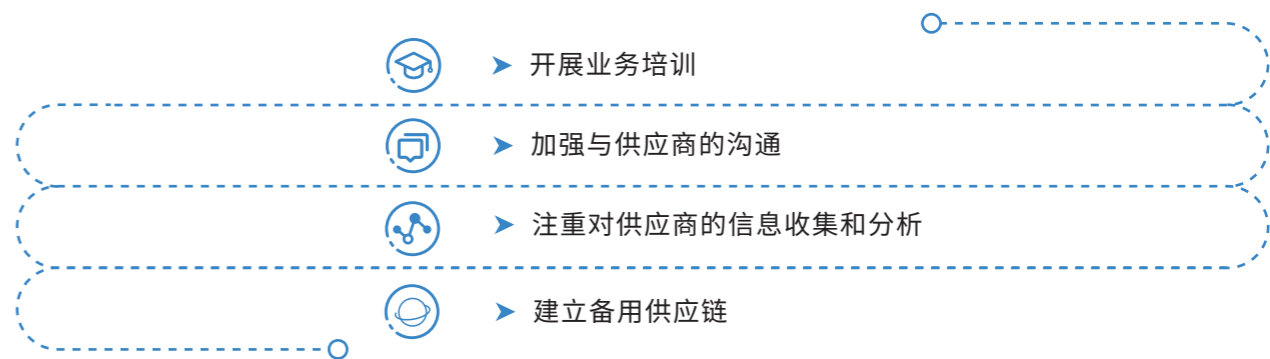 开展业务培训
加强与供应商的沟通
注重对供应商的信息收集和分析
建立备用供应链